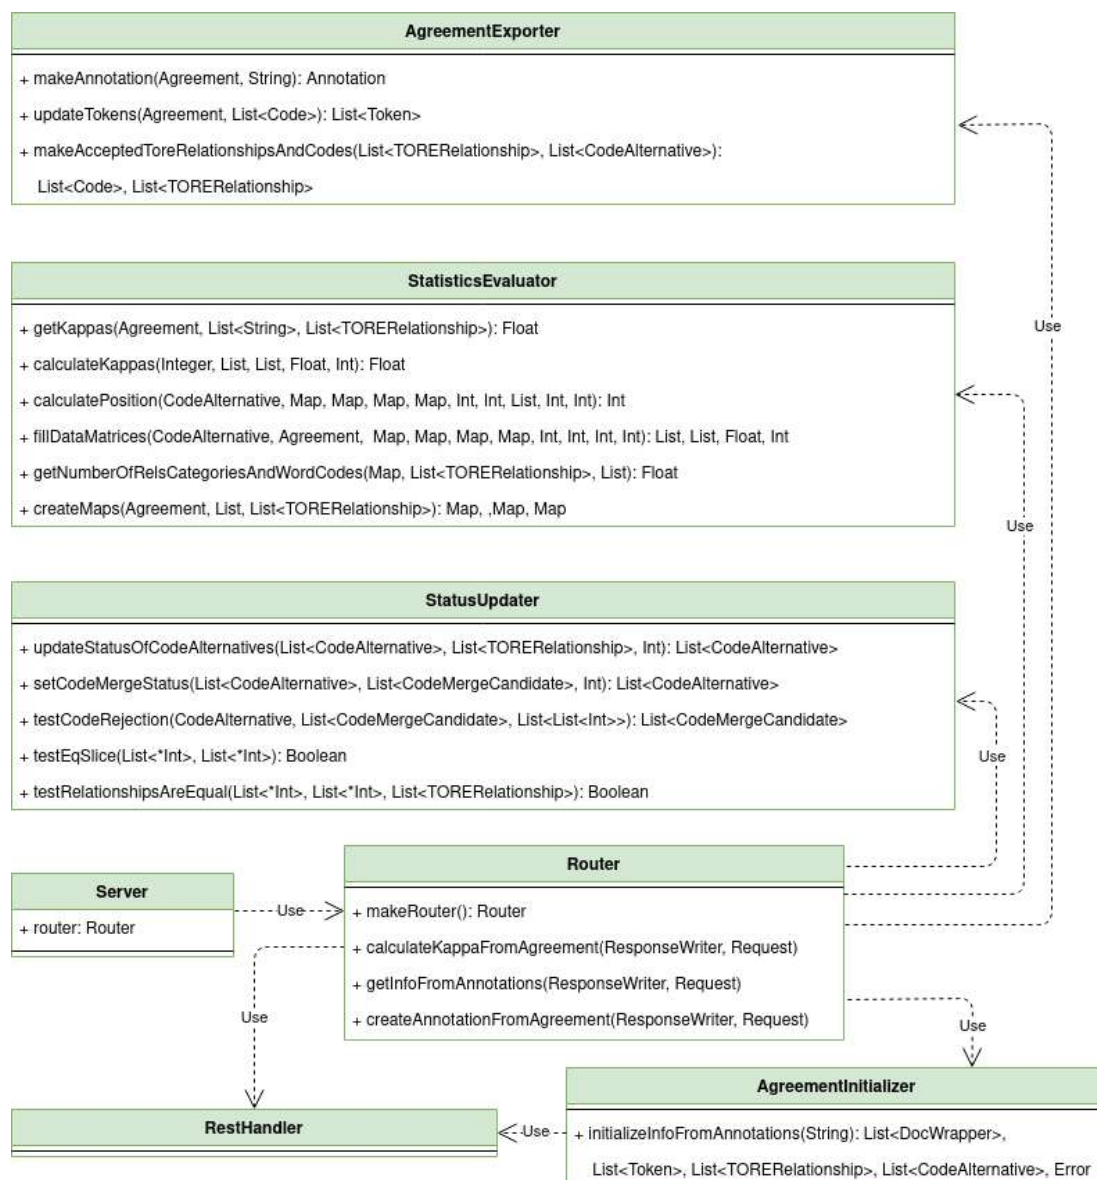 AgreementExporter
+ makeAnnotation(Agreement, String): Annotation
+ updateTokens(Agreement, List<Code>): List<Token>
+ makeAcceptedToreRelationshipsAndCodes(List<TORERelationship>, List<CodeAlternative>):
List<Code>, List<TORERelationship>
StatisticsEvaluator
+ getKappas(Agreement, List<String>, List<TORERelationship>): Float
+ calculateKappas(Integer, List, List, Float, Int): Float
+ calculatePosition(CodeAlternative, Map, Map, Map, Map, Int, Int, List, Int, Int): Int
+ fillDataMatrices(CodeAlternative, Agreement,  Map, Map, Map, Map, Int, Int, Int, Int): List, List, Float, Int
+ getNumberOfRelsCategoriesAndWordCodes(Map, List<TORERelationship>, List): Float
+ createMaps(Agreement, List, List<TORERelationship>): Map, ,Map, Map
Use
Use
StatusUpdater
+ updateStatusOfCodeAlternatives(List<CodeAlternative>, List<TORERelationship>, Int): List<CodeAlternative>
+ setCodeMergeStatus(List<CodeAlternative>, List<CodeMergeCandidate>, Int): List<CodeAlternative>
+ testCodeRejection(CodeAlternative, List<CodeMergeCandidate>, List<List<Int>>): List<CodeMergeCandidate>
+ testEqSlice(List<*Int>, List<*Int>): Boolean
+ testRelationshipsAreEqual(List<*Int>, List<*Int>, List<TORERelationship>): Boolean
Use
Server
+ router: Router
Use
Router
+ makeRouter(): Router
+ calculateKappaFromAgreement(ResponseWriter, Request)
+ getInfoFromAnnotations(ResponseWriter, Request)
+ createAnnotationFromAgreement(ResponseWriter, Request)
Use
Use
RestHandler
Use
AgreementInitializer
+ initializeInfoFromAnnotations(String): List<DocWrapper>,
List<Token>, List<TORERelationship>, List<CodeAlternative>, Error